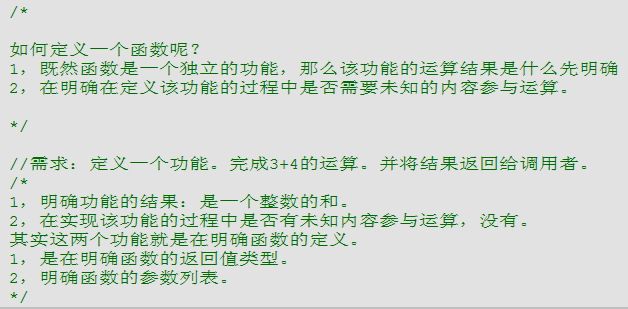 /*
如何定义一个函数呢？
1，既然函数是一个独立的功能，那么该功能的运算结果是什么先明确
2，在明确在定义该功能的过程中是否需要未知的内容参与运算。
*/
//需求：定义一个功能。完成3+4的运算。并将结果返回给调用者。
/*
1，明确功能的结果：是一个整数的和。
2，在实现该功能的过程中是否有未知内容参与运算，没有。
其实这两个功能就是在明确函数的定义。
1，是在明确函数的返回值类型。
2，明确函数的参数列表。
*/